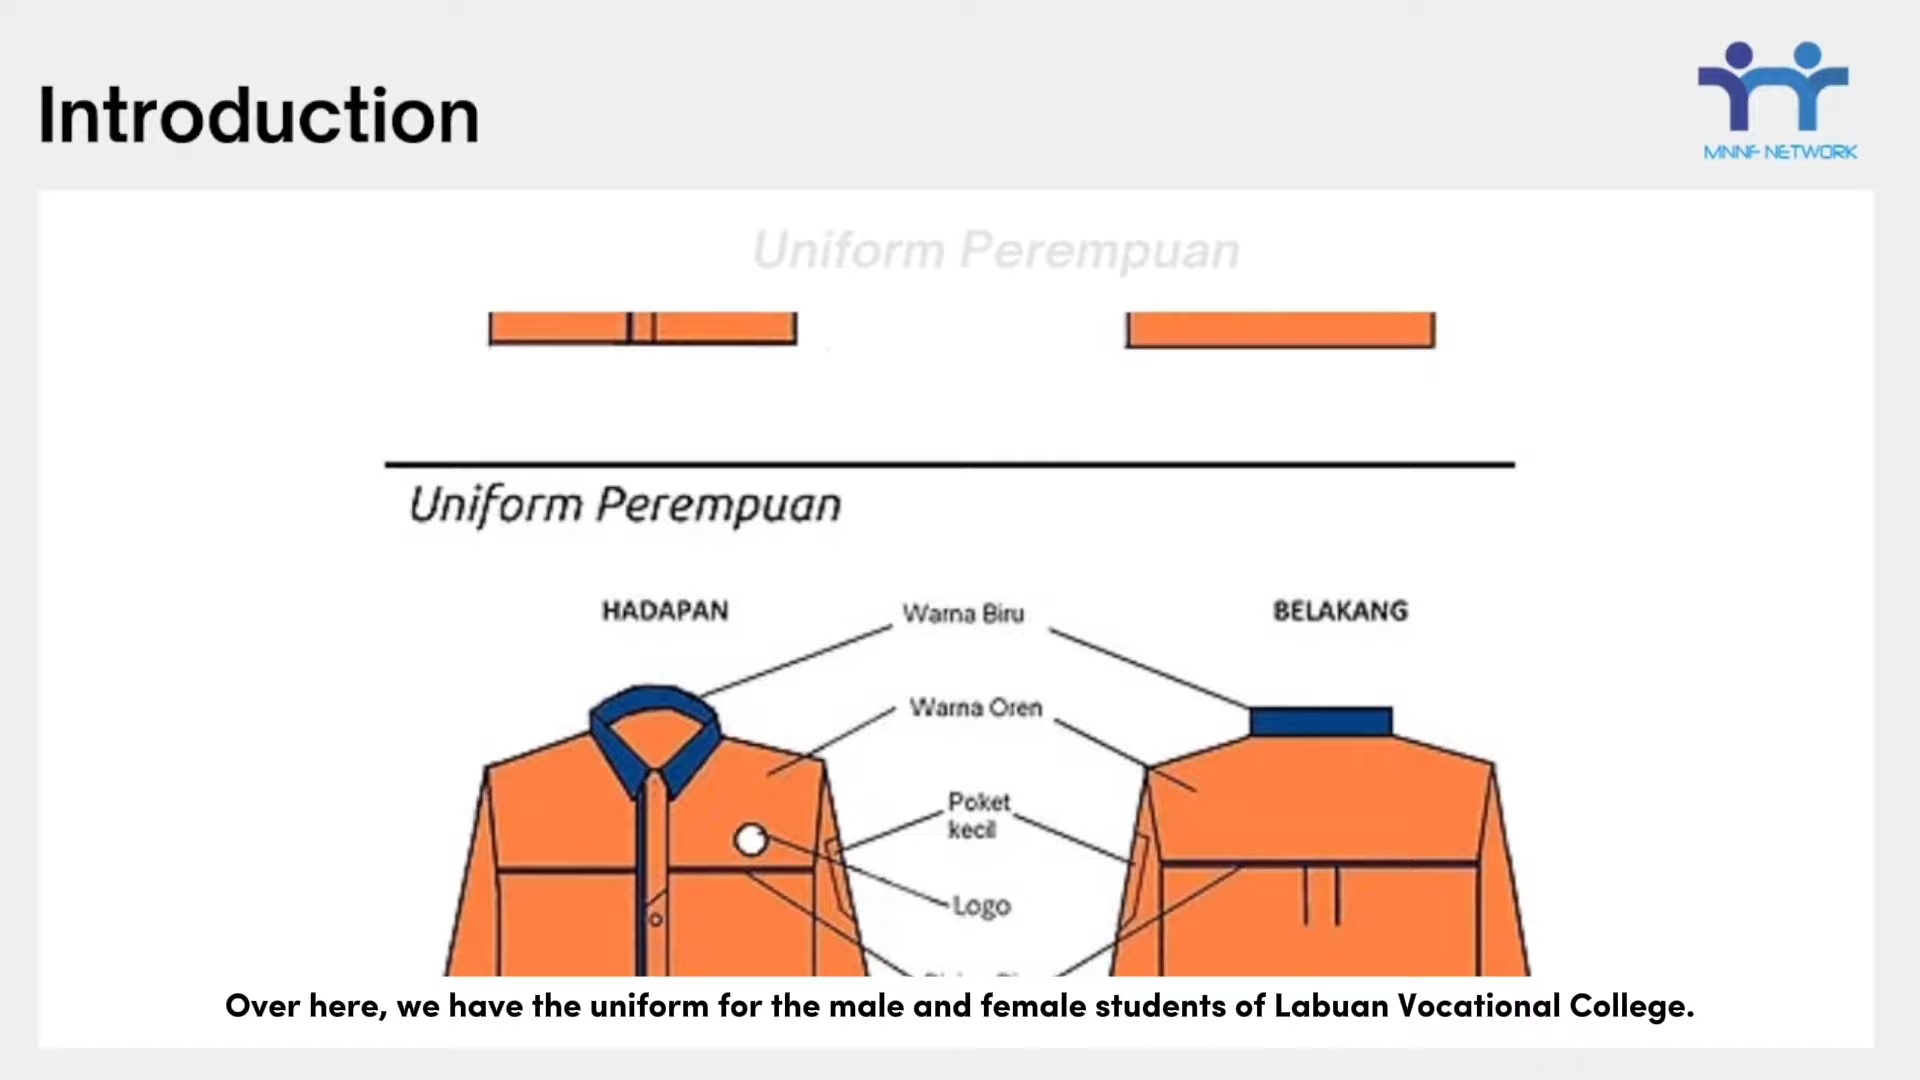 Introduction
MNNF NETWORK
Uniform Perempuan
Uniform Perempuan
HADAPAN
Warna Biru
BELAKANG
Warna Oren
Poket
kecil
Logo
Over here, we have the uniform for the male and female students of Labuan Vocational College.